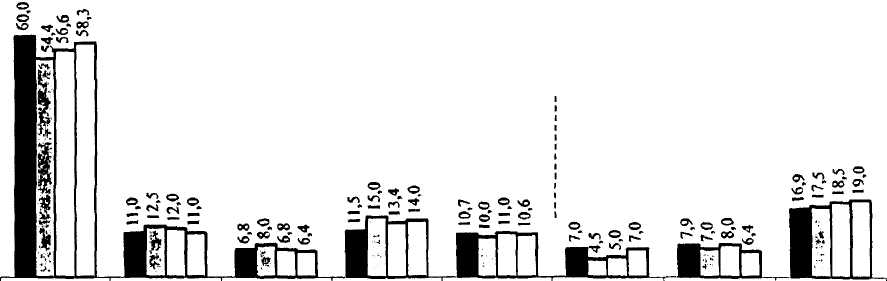 60,0 54,4 56,6 58,3
11,0 12,5 12,0 11,0
6,8 8,0 6,8 6,4
11,5 15,0 13,4 14,0
10,7 10,0 11,0 10,6
7,0 4,5 5,0 7,0
7,9 7,0 8,0 6,4
16,9 17,5 18,5 19,0